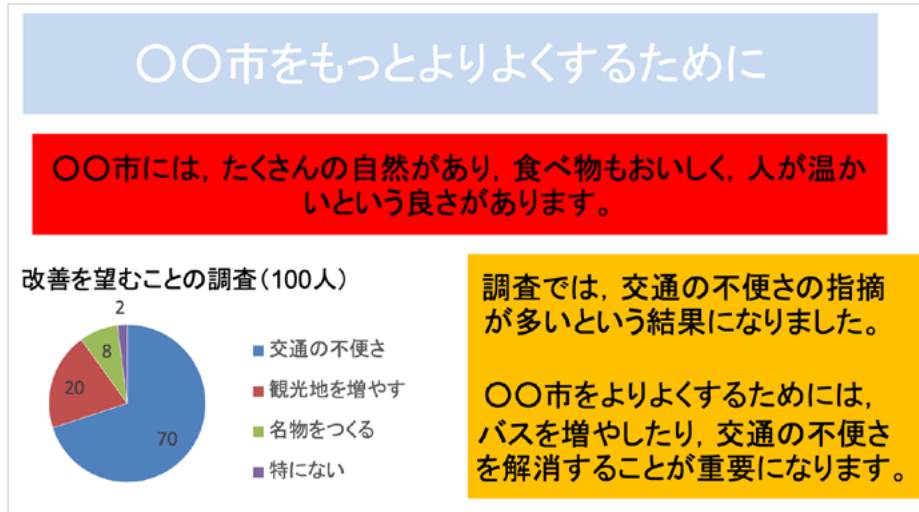 〇〇市をもっとよりよくするために
〇〇市には，たくさんの自然があり，食べ物もおいしく，人が温か
いという良さがあります。
改善を望むことの調査（100人）
2
8
20
70
交通の不便さ
観光地を増やす
名物をつくる
特にない
調査では，交通の不便さの指摘
が多いという結果になりました。
〇〇市をよりよくするためには，
バスを増やしたり，交通の不便さ
を解消することが重要になります。